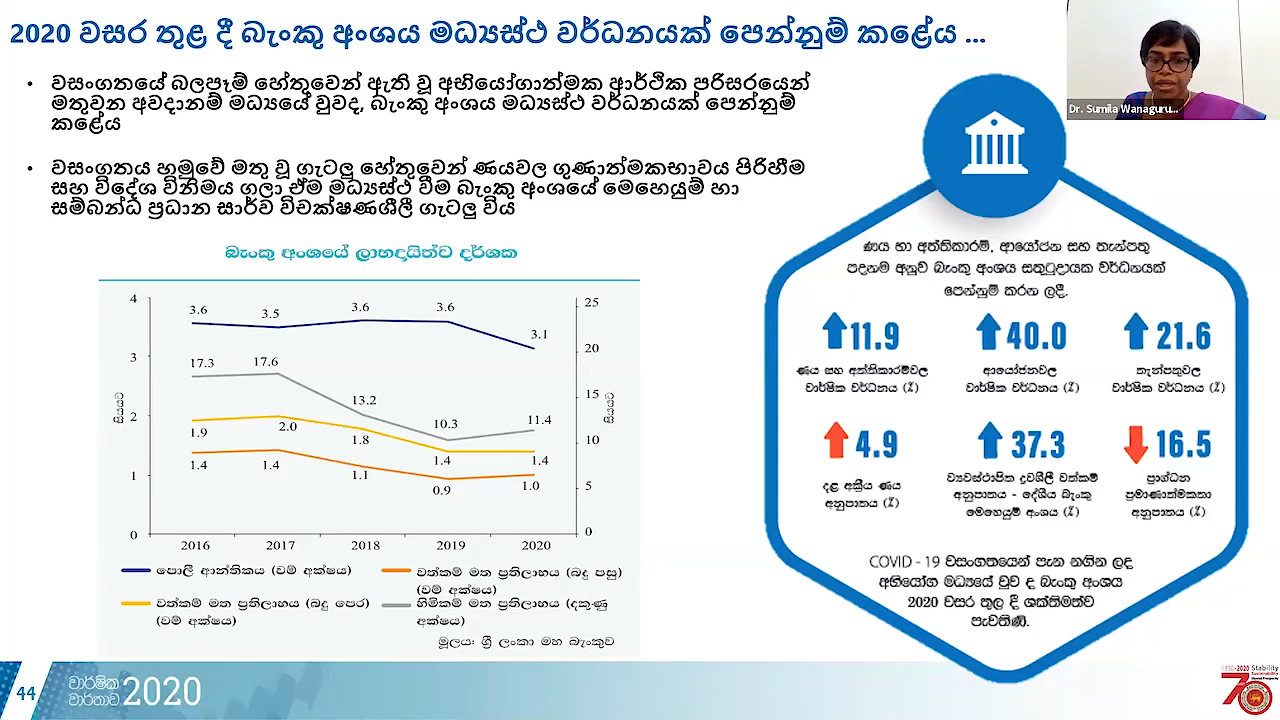 2020 වසර තුළ දී බැංකු අංශය මධ්‍යස්ථ වර්ධනයක් පෙන්නුම් කළේය ...
Dr. Sumila Wanaguru...
• වසංගතයේ බලපෑම් හේතුවෙන් ඇති වූ අභියෝගාත්මක ආර්ථික පරිසරයෙන්
මතුවන අවදානම් මධ්‍යයේ වුවද, බැංකු අංශය මධ්‍යස්ථ වර්ධනයක් පෙන්නුම්
කළේය
• වසංගතය හමුවේ මතු වූ ගැටලු හේතුවෙන් ණයවල ගුණාත්මකභාවය පිරිහීම
සහ විදේශ විනිමය ගලා ඒම මධ්‍යස්ථ වීම බැංකු අංශයේ මෙහෙයුම් හා
සම්බන්ධ ප්‍රධාන සාර්ව විචක්ෂණශීලී ගැටලු විය
බැංකු අංශයේ ලාභදායීත්ව දර්ශක
4
3
2
1
0
සියයට
25
20
15
10
5
0
සියයට
3.6
3.5
3.6
3.6
3.1
17.3
17.6
13.2
10.3
11.4
1.9
2.0
1.8
1.4
1.4
1.4
1.4
1.1
0.9
1.0
2016
2017
2018
2019
2020
පොලී ආන්තිකය (වම් අක්ෂය)
වත්කම් මත ප්‍රතිලාභය (බදු පසු)
(වම් අක්ෂය)
වත්කම් මත ප්‍රතිලාභය (බදු පෙර)
(වම් අක්ෂය)
හිමිකම් මත ප්‍රතිලාභය (දකුණු
අක්ෂය)
මූලය: ශ්‍රී ලංකා මහ බැංකුව
ණය හා අත්තිකාරම්, ආයෝජන සහ තැන්පතු
පදනම අනුව බැංකු අංශය සතුටුදායක වර්ධනයක්
පෙන්නුම් කරන ලදී.
11.9
ණය සහ අත්තිකාරම්වල
වාර්ෂික වර්ධනය (%)
40.0
ආයෝජනවල
වාර්ෂික වර්ධනය (%)
21.6
තැන්පතුවල
වාර්ෂික වර්ධනය (%)
4.9
දළ අක්‍රීය ණය
අනුපාතය (%)
37.3
ව්‍යවස්ථාපිත ද්‍රවශීලී වත්කම්
අනුපාතය - දේශීය බැංකු
මෙහෙයුම් අංශය (%)
16.5
ප්‍රාග්ධන
ප්‍රමාණාත්මකතා
අනුපාතය (%)
COVID - 19 වසංගතයෙන් පැන නගින ලද
අභියෝග මධ්‍යයේ වුව ද බැංකු අංශය
2020 වසර තුල දී ශක්තිමත්ව
පැවතිණි.
44
වාර්ෂික
වාර්තාව 2020
1950-2020 Stability
Sustainability
Shared Prosperity
70